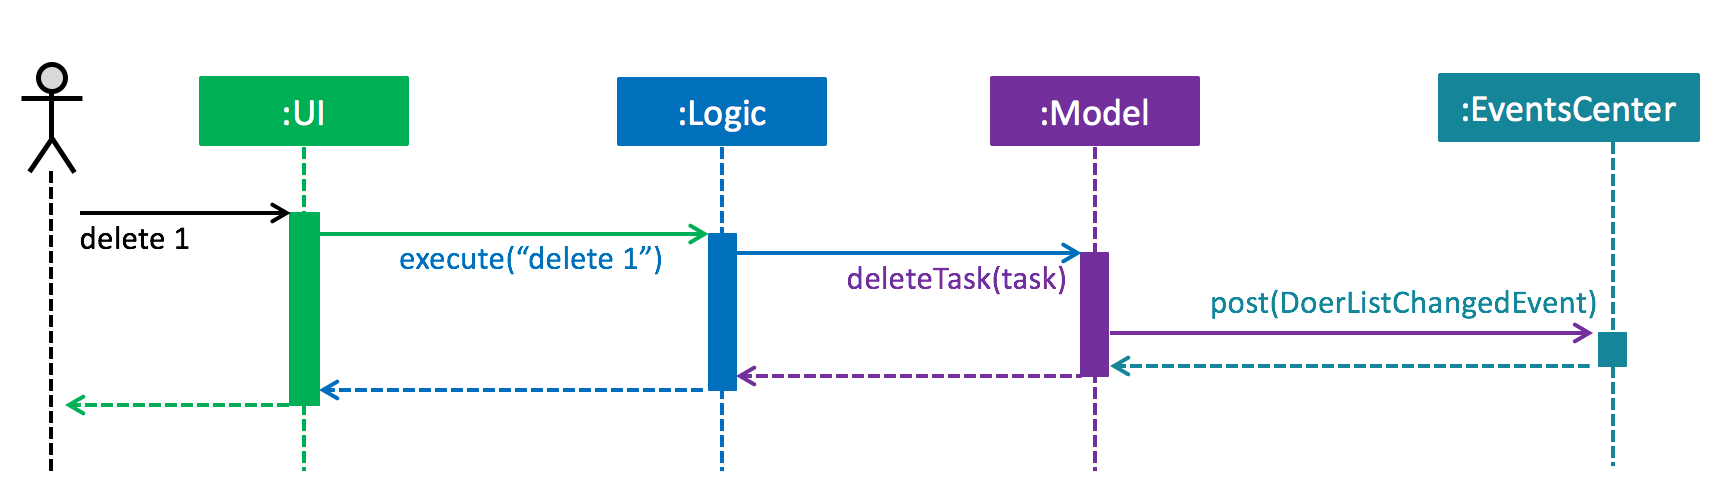 :UI
:Logic
:Model
:EventsCenter
delete 1
execute(“delete 1”)
deleteTask(task)
post(DoerListChangedEvent)